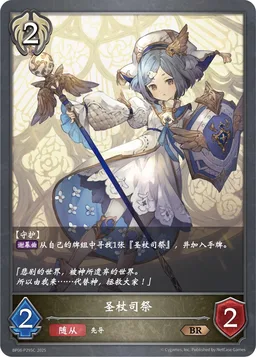 2
【守护】
谢幕曲 从自己的牌组中寻找1张『圣杖司祭』，并加入手牌。
《悲剧的世界，被神所遗弃的世界。
所以由我来……代替神，拯救大家！》
圣杖司祭
2
随从
先导
BR
2